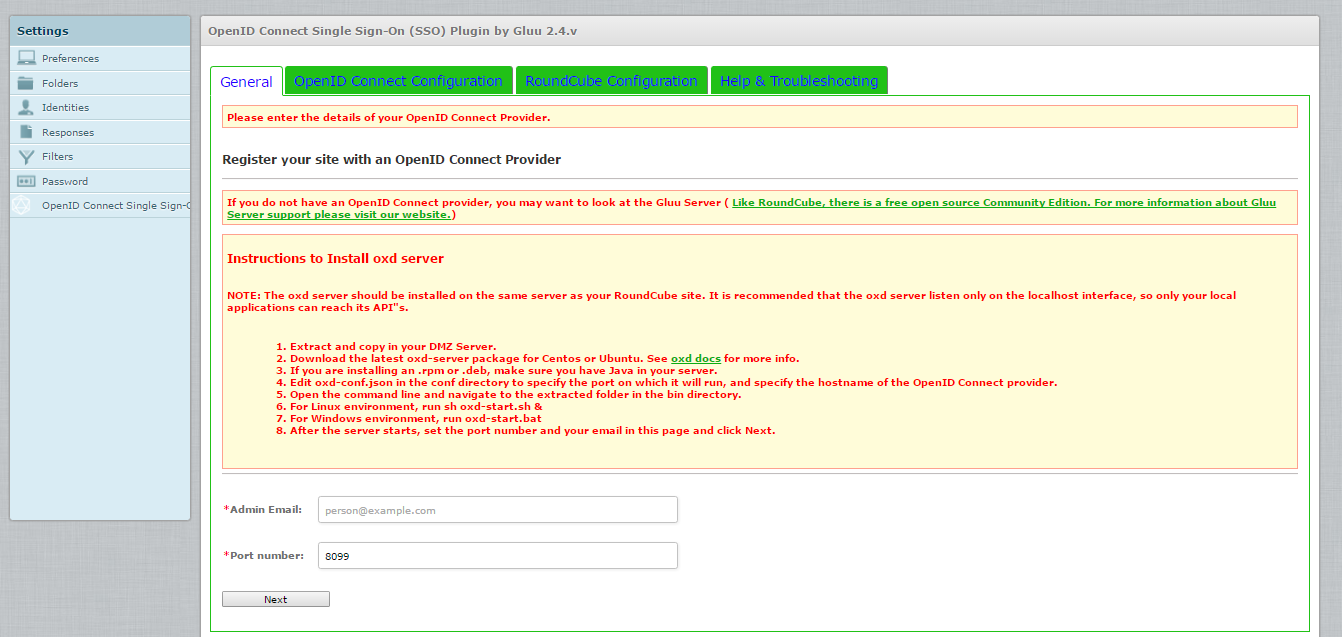 Settings
Preferences
Folders
Identities
Responses
Filters
Password
OpenID Connect Single Sign-O
OpenID Connect Single Sign-On (SSO) Plugin by Gluu 2.4.v
General
OpenID Connect Configuration
RoundCube Configuration
Help & Troubleshooting
Please enter the details of your OpenID Connect Provider.
Register your site with an OpenID Connect Provider
If you do not have an OpenID Connect provider, you may want to look at the Gluu Server ( Like RoundCube, there is a free open source Community Edition. For more information about Gluu
Server support please visit our website.)
Instructions to Install oxd server
NOTE: The oxd server should be installed on the same server as your RoundCube site. It is recommended that the oxd server listen only on the localhost interface, so only your local
applications can reach its API"s.
1. Extract and copy in your DMZ Server.
2. Download the latest oxd-server package for Centos or Ubuntu. See oxd docs for more info.
3. If you are installing an .rpm or .deb, make sure you have Java in your server.
4. Edit oxd-conf.json in the conf directory to specify the port on which it will run, and specify the hostname of the OpenID Connect provider.
5. Open the command line and navigate to the extracted folder in the bin directory.
6. For Linux environment, run sh oxd-start.sh &
7. For Windows environment, run oxd-start.bat
8. After the server starts, set the port number and your email in this page and click Next.
*Admin Email:
person@example.com
*Port number:
8099
Next